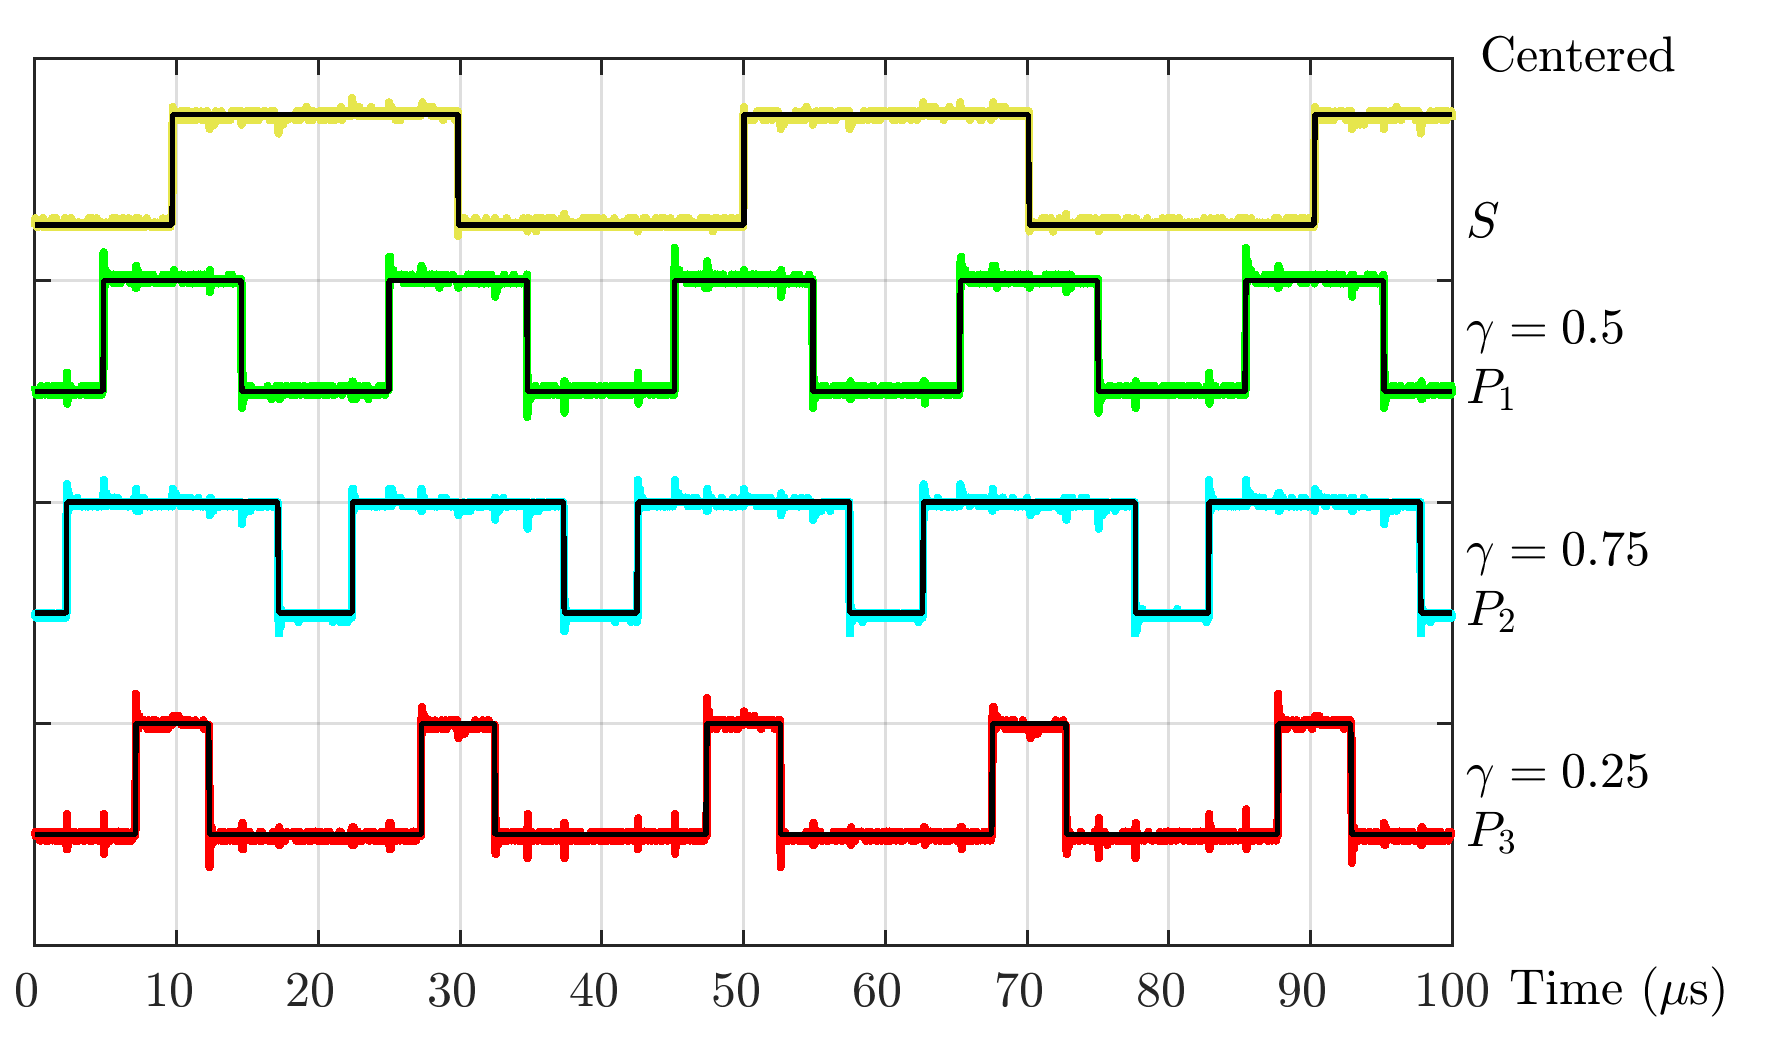 Centered
S
γ = 0.5
P₁
γ = 0.75
P₂
γ = 0.25
P₃
0 10 20 30 40 50 60 70 80 90 100 Time (μs)